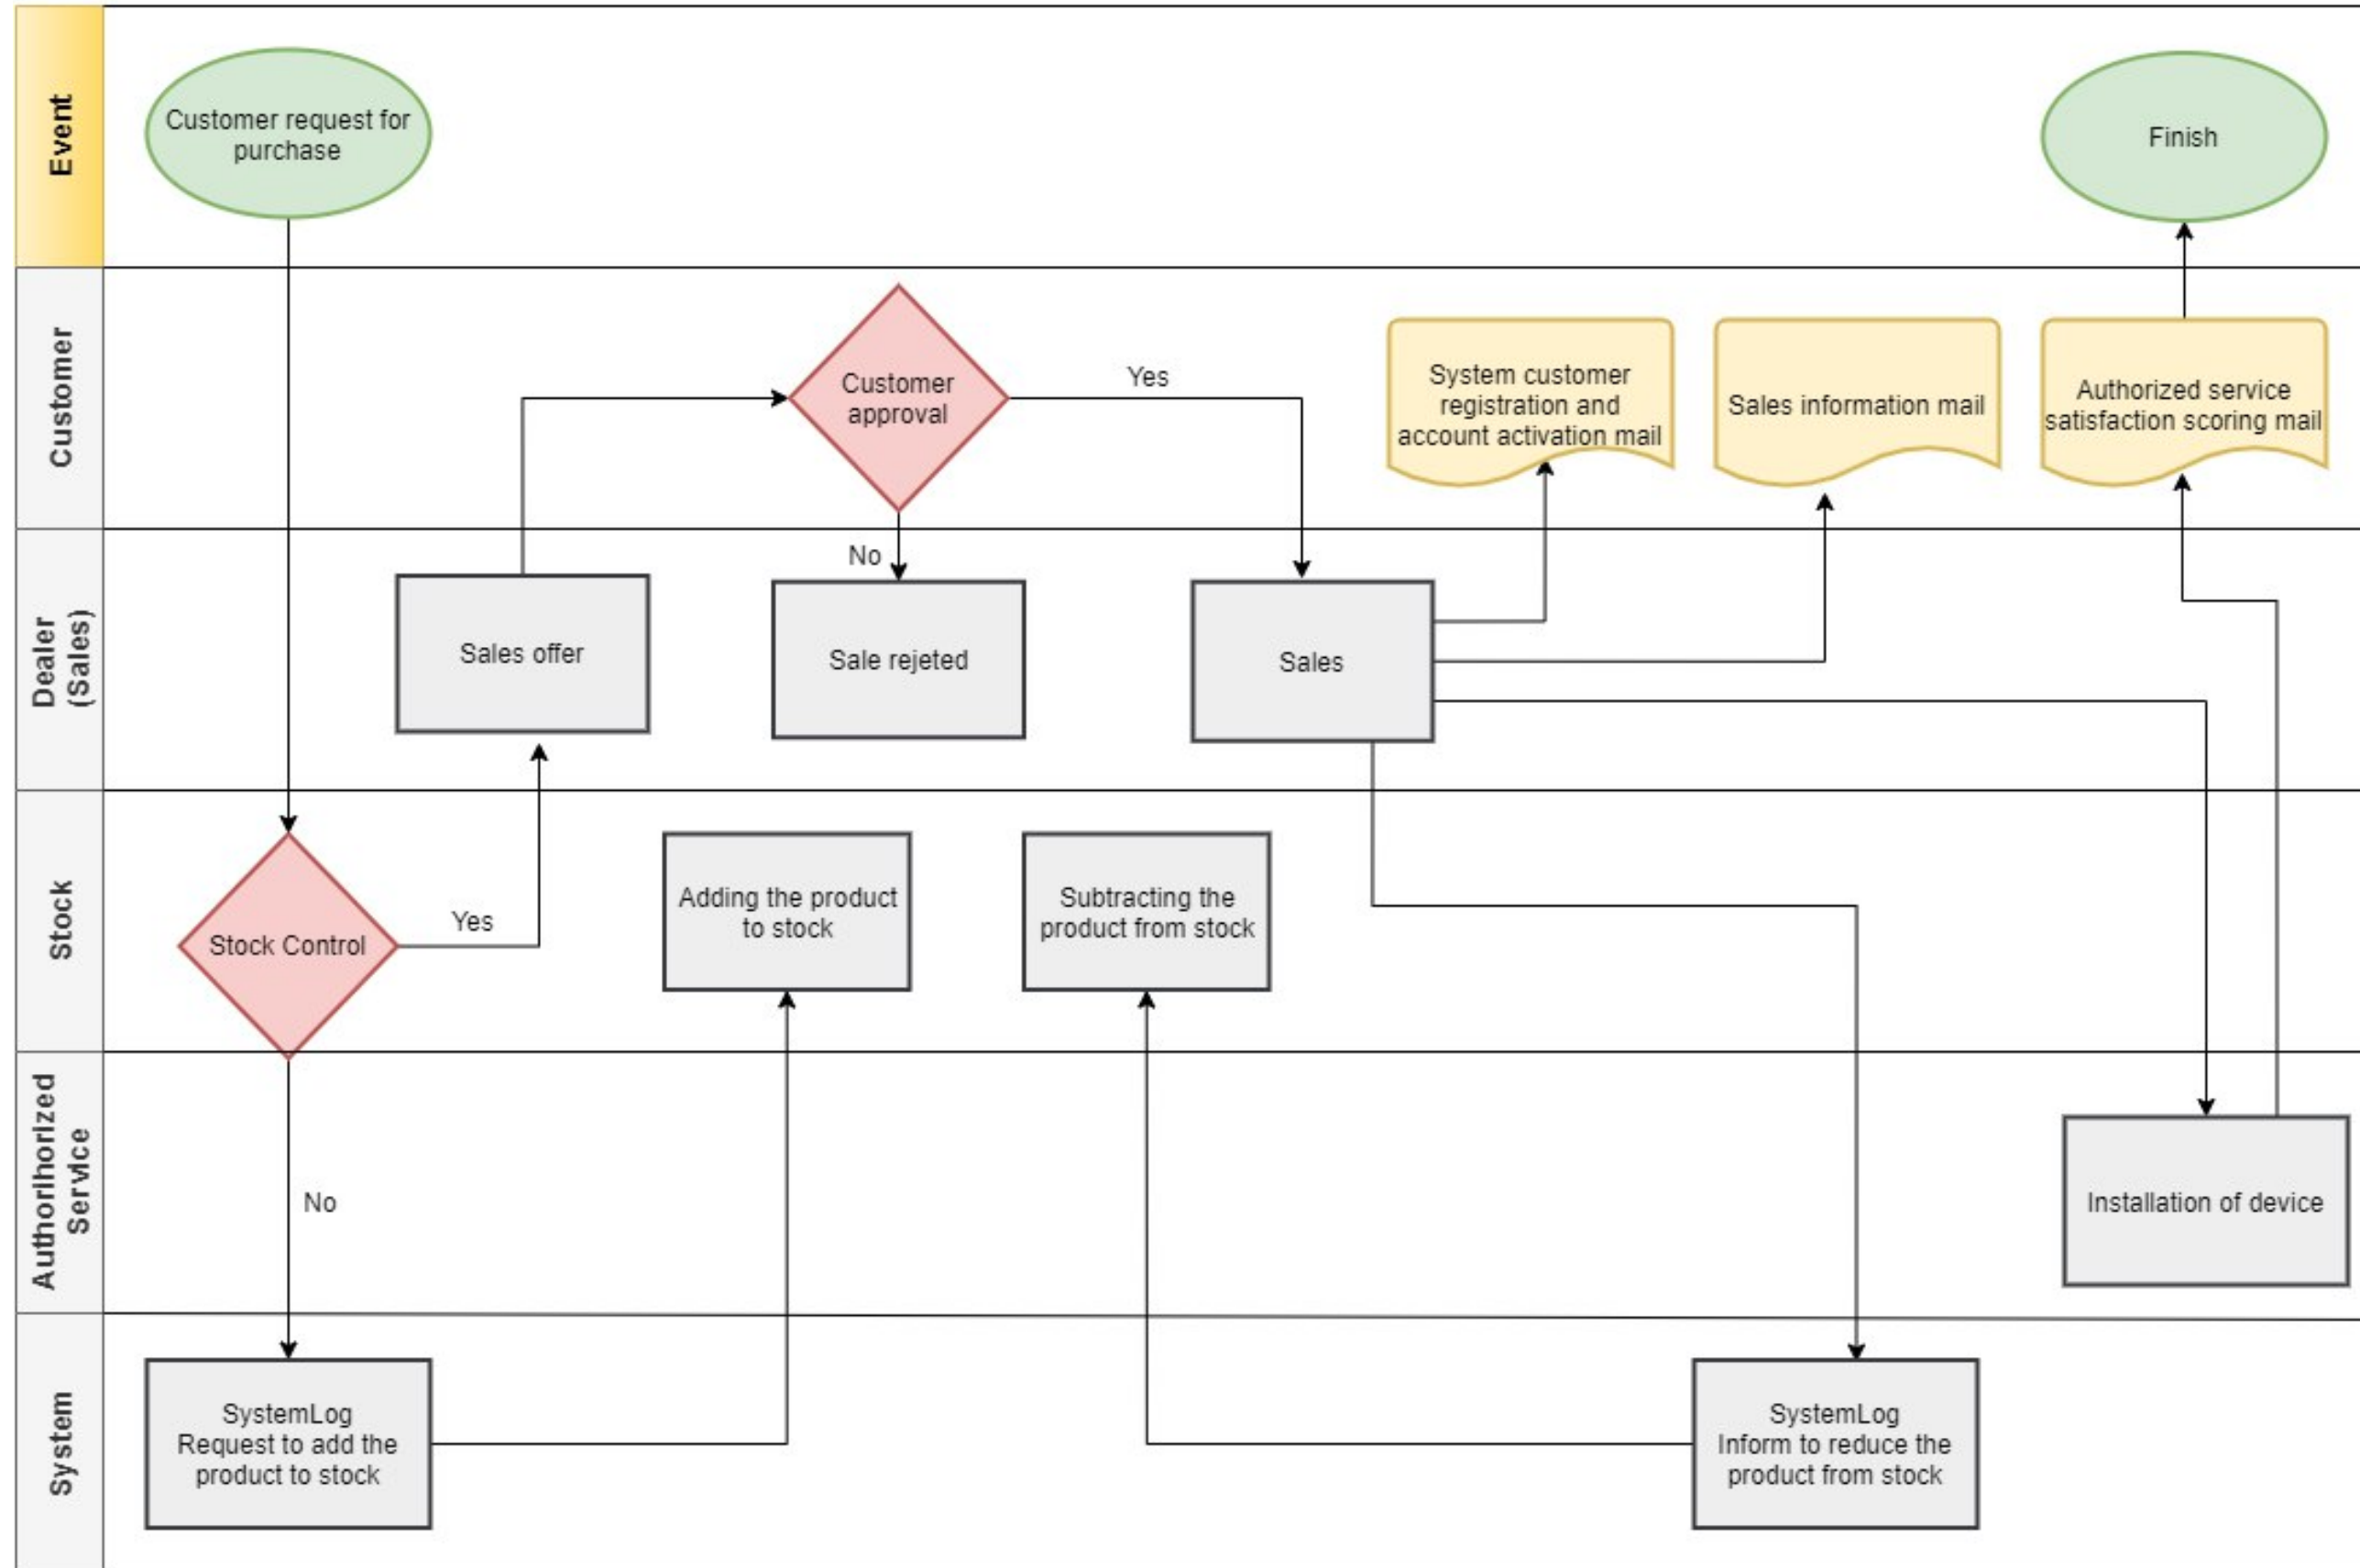 Event
Customer request for
purchase
Finish
Customer
Customer
approval
Yes
System customer
registration and
account activation mail
Sales information mail
Authorized service
satisfaction scoring mail
Dealer
(Sales)
No
Sales offer
Sale rejeted
Sales
Stock
Stock Control
Yes
Adding the product
to stock
Subtracting the
product from stock
Authorihorized
Service
No
Installation of device
System
SystemLog
Request to add the
product to stock
SystemLog
Inform to reduce the
product from stock